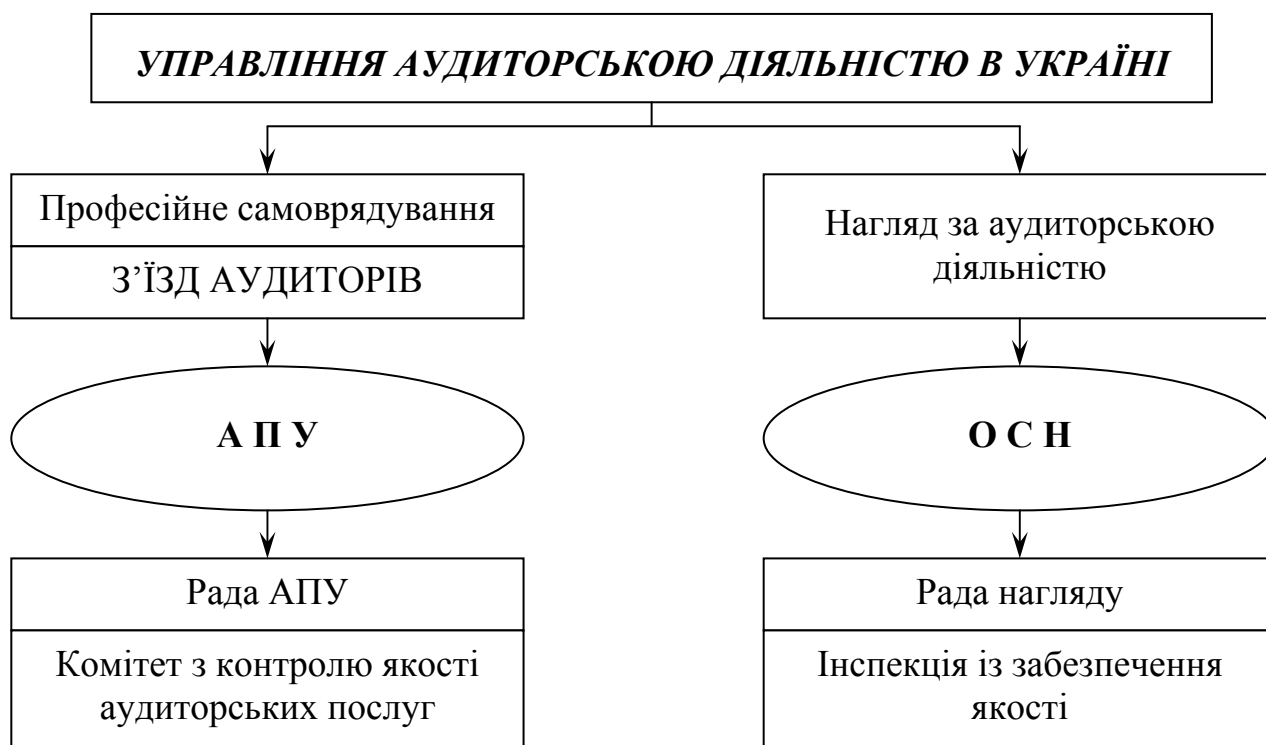 УПРАВЛІННЯ АУДИТОРСЬКОЮ ДІЯЛЬНІСТЮ В УКРАЇНІ
Професійне самоврядування
З’ЇЗД АУДИТОРІВ
Нагляд за аудиторською
діяльністю
А П У
О С Н
Рада АПУ
Комітет з контролю якості
аудиторських послуг
Рада нагляду
Інспекція із забезпечення
якості